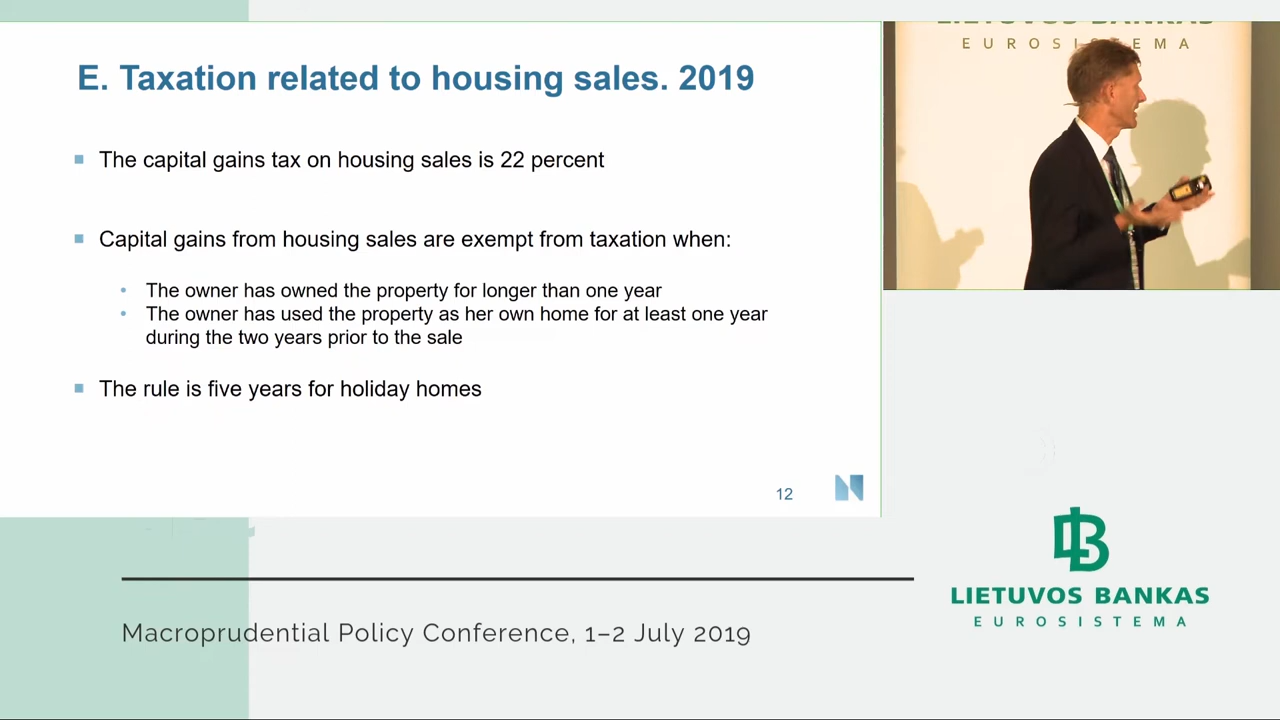 E. Taxation related to housing sales. 2019
The capital gains tax on housing sales is 22 percent
Capital gains from housing sales are exempt from taxation when:
The owner has owned the property for longer than one year
The owner has used the property as her own home for at least one year
during the two years prior to the sale
The rule is five years for holiday homes
12
LIETUVOS BANKAS
EUROSISTEMA
LIETUVOS BANKAS
EUROSISTEMA
Macroprudential Policy Conference, 1–2 July 2019